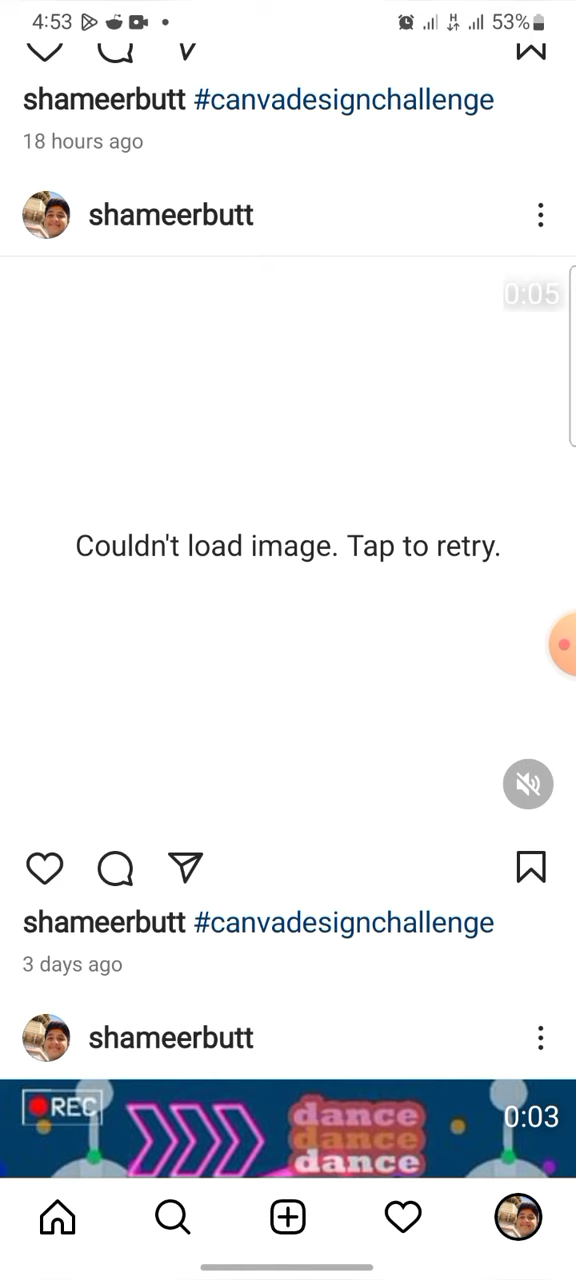 4:53
53%
shameerbutt #canvadesignchallenge
18 hours ago
shameerbutt
0:05
Couldn't load image. Tap to retry.
shameerbutt #canvadesignchallenge
3 days ago
shameerbutt
REC
dance
0:03
dance
dance